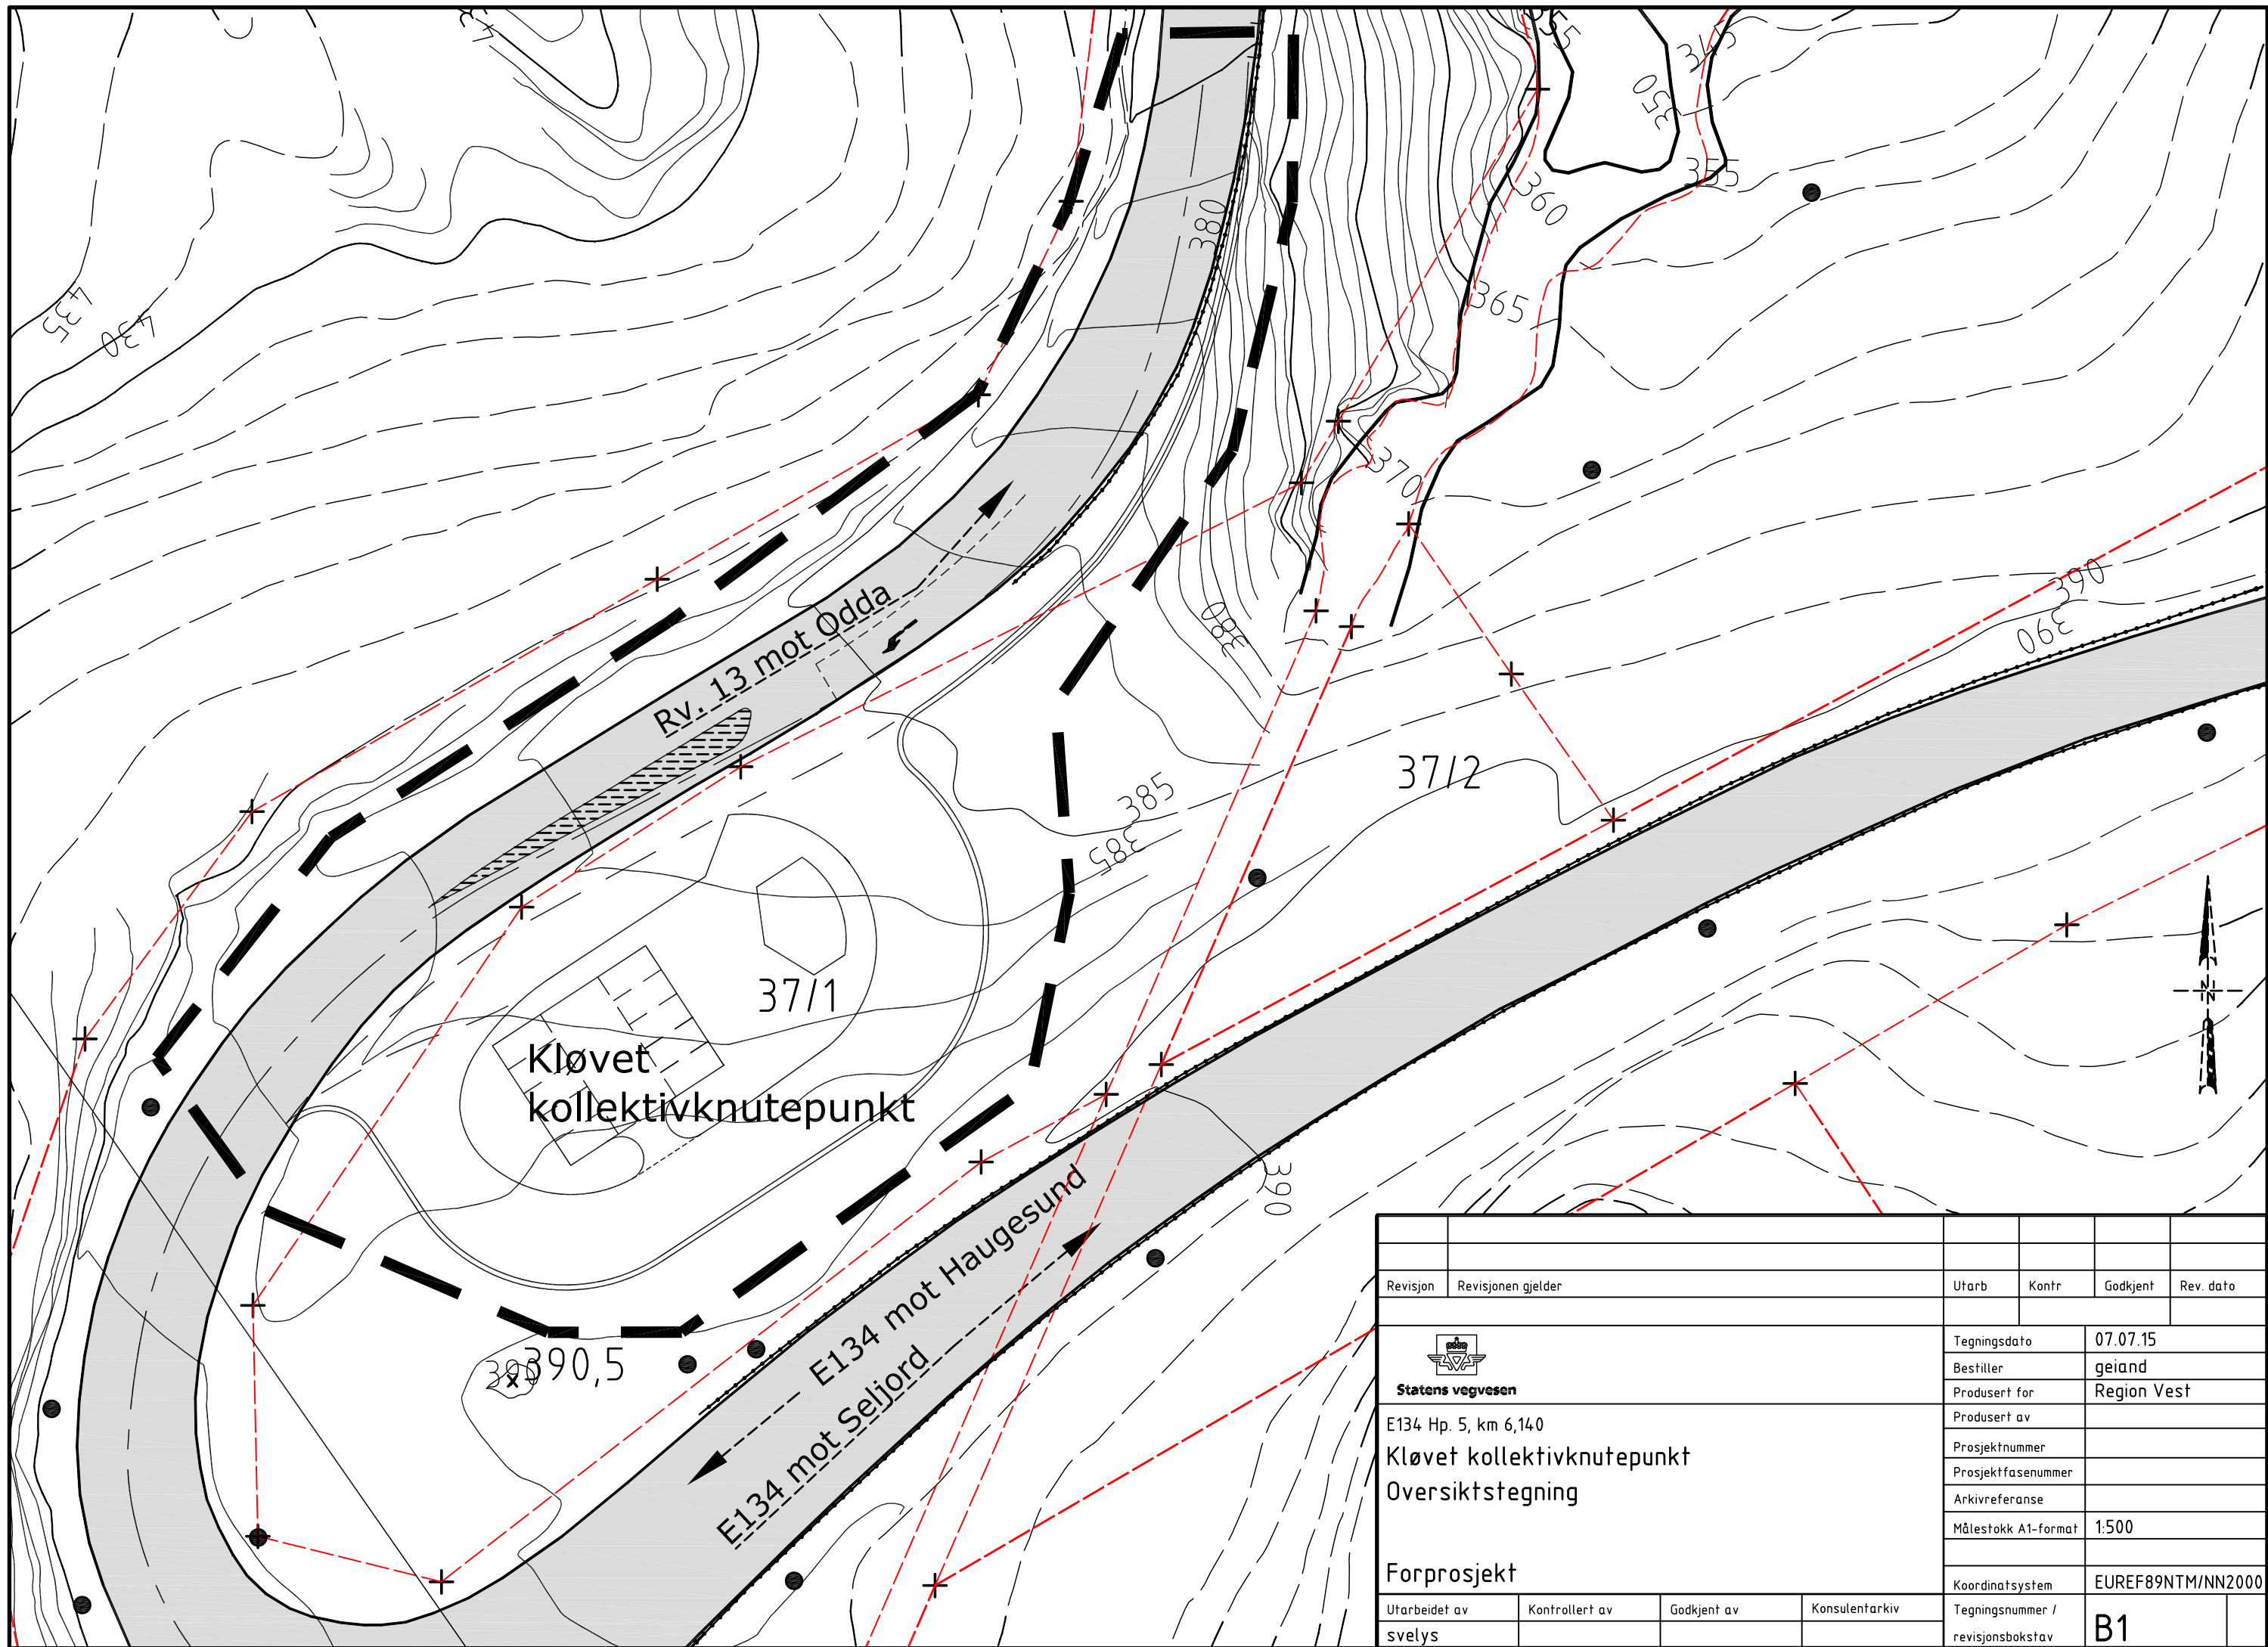 435
430
355
375
350
355
360
365
370
380
380
390
390
385
385
390
Rv. 13 mot Odda
37/2
37/1
Kløvet
kollektivknutepunkt
390,5
E134 mot Haugesund
E134 mot Seljord
N
Revisjon
Revisjonen gjelder
Utarb
Kontr
Godkjent
Rev. dato
Statens vegvesen
E134 Hp. 5, km 6,140
Kløvet kollektivknutepunkt
Oversiktstegning
Forprosjekt
Tegningsdato 07.07.15
Bestiller geiand
Produsert for Region Vest
Produsert av
Prosjektnummer
Prosjektfasenummer
Arkivreferanse
Målestokk A1-format 1:500
Koordinatsystem EUREF89NTM/NN2000
Utarbeidet av
Kontrollert av
Godkjent av
Konsulentarkiv
svelys
Tegningsnummer /
revisjonsbokstav
B1